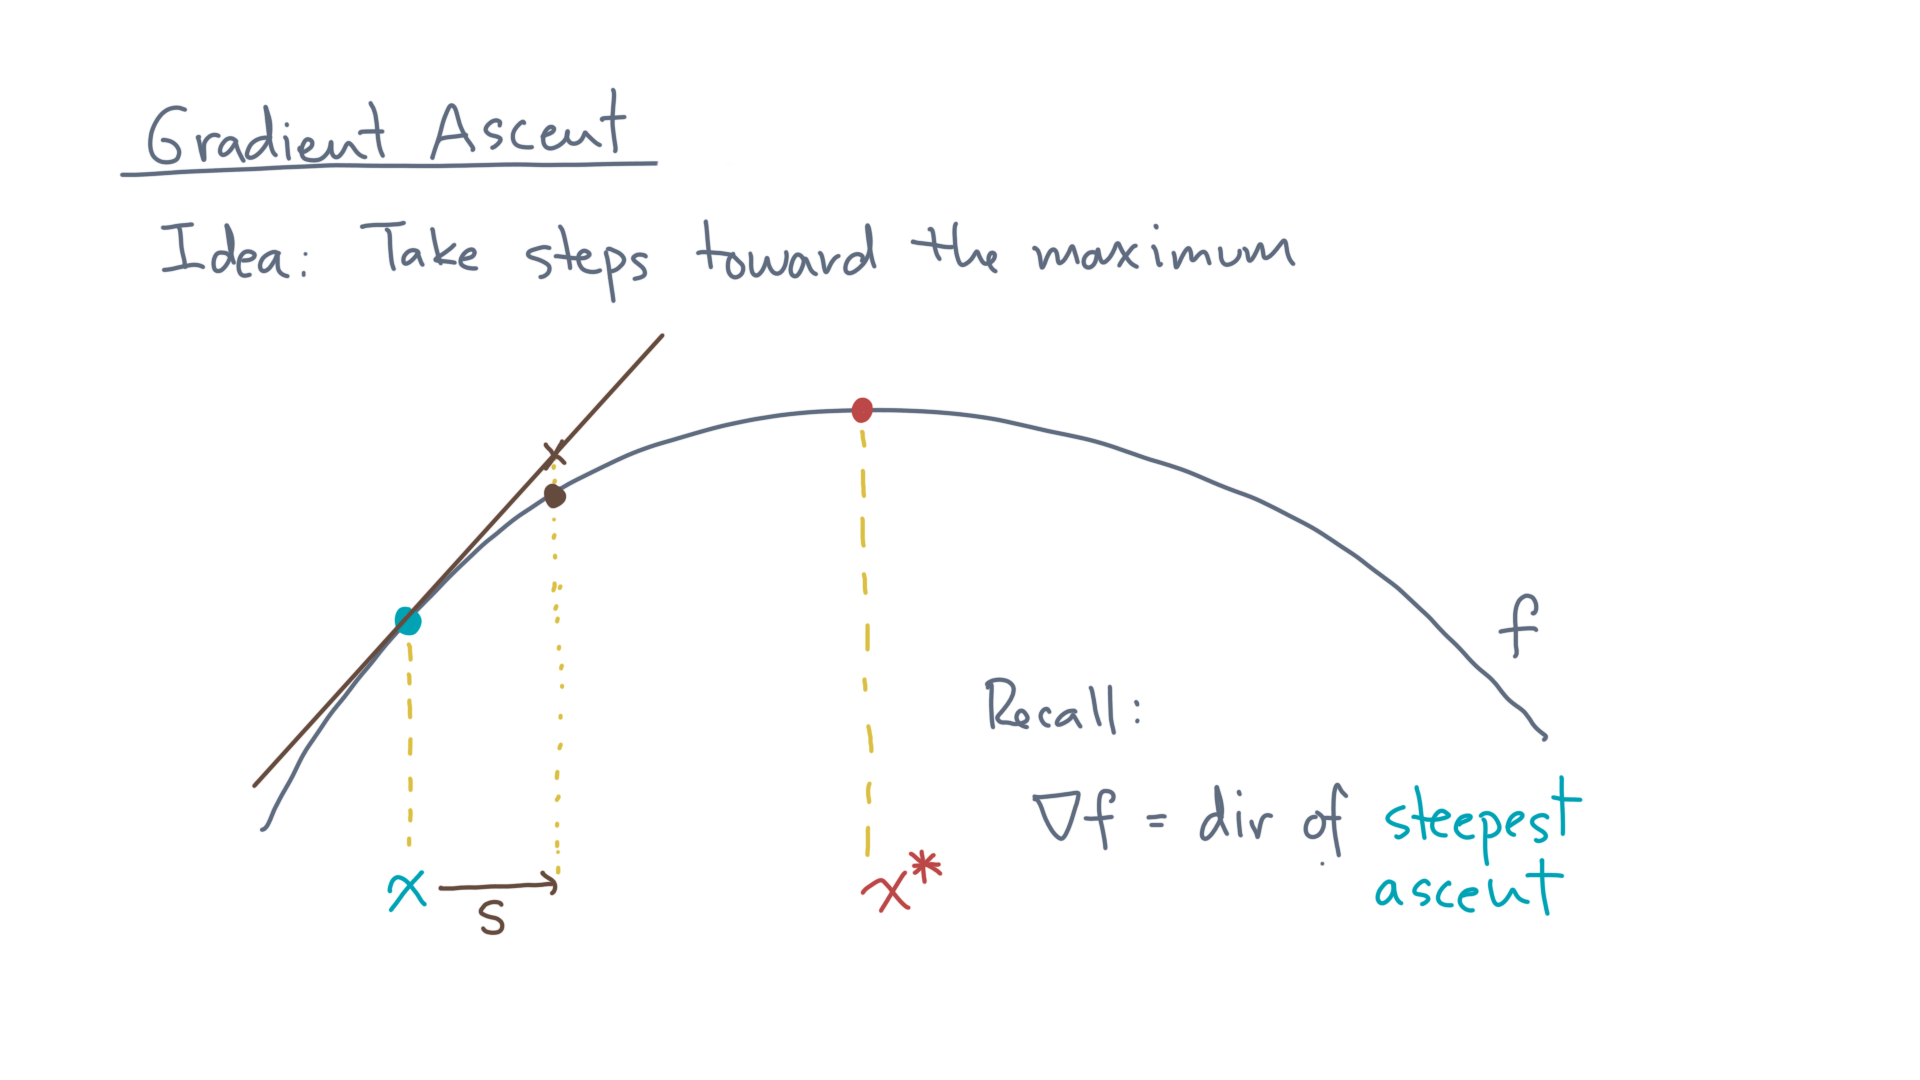 Gradient Ascent
Idea: Take steps toward the maximum
f
Recall:
∇f = dir of steepest
ascent
x
s
x*